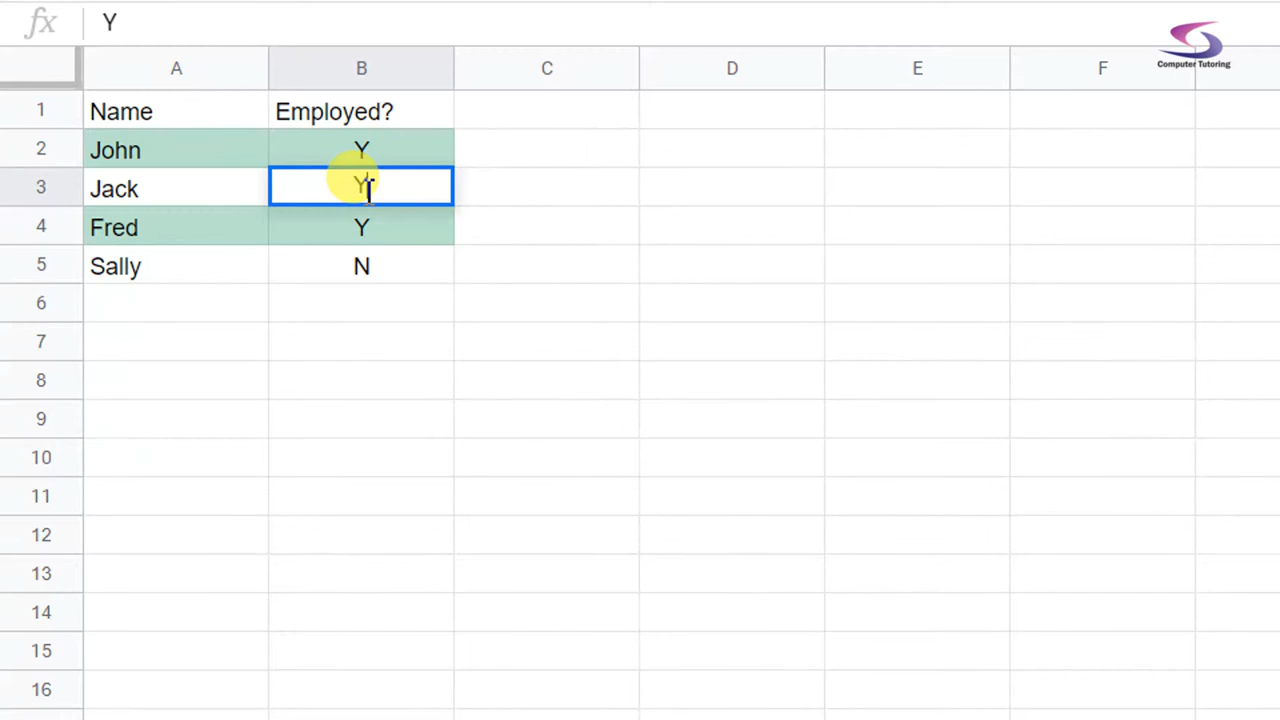 fx Y
Computer Tutoring
A B C D E F
1 Name Employed?
2 John Y
3 Jack Y
4 Fred Y
5 Sally N
6
7
8
9
10
11
12
13
14
15
16